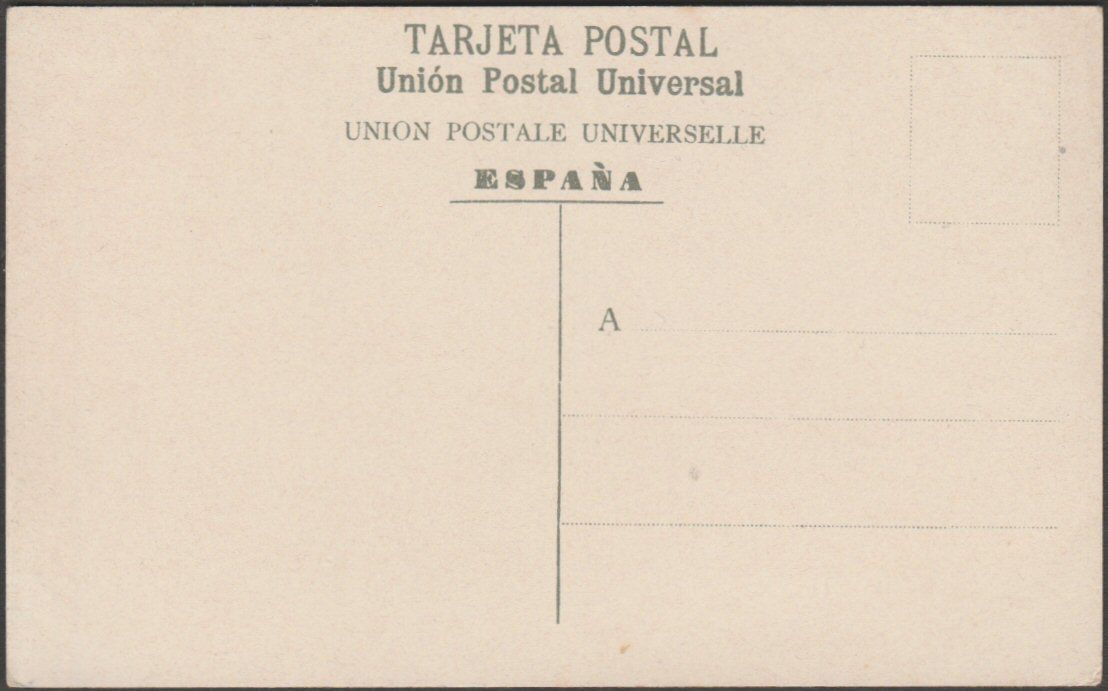 TARJETA POSTAL
Unión Postal Universal
UNION POSTALE UNIVERSELLE
ESPAÑA
A